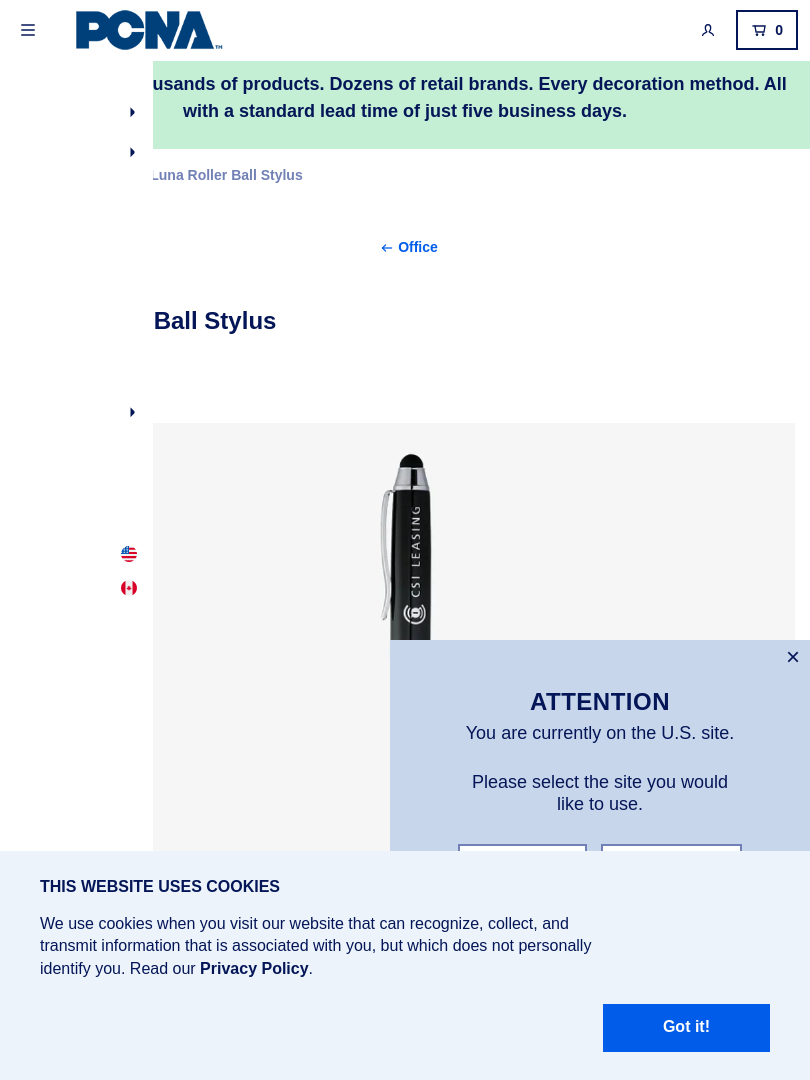 PCNA™
0
usands of products. Dozens of retail brands. Every decoration method. All
with a standard lead time of just five business days.
Luna Roller Ball Stylus
Office
Ball Stylus
CSI LEASING
ATTENTION
You are currently on the U.S. site.
Please select the site you would
like to use.
THIS WEBSITE USES COOKIES
We use cookies when you visit our website that can recognize, collect, and
transmit information that is associated with you, but which does not personally
identify you. Read our Privacy Policy.
Got it!